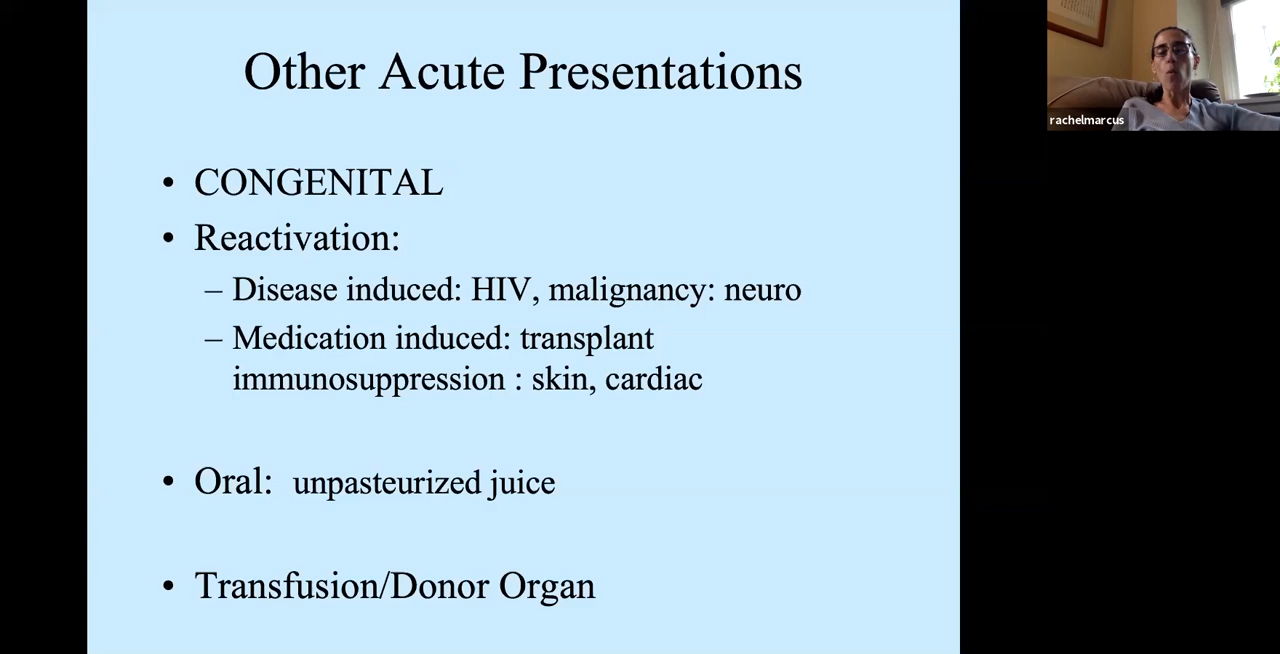 Other Acute Presentations
• CONGENITAL
• Reactivation:
– Disease induced: HIV, malignancy: neuro
– Medication induced: transplant
immunosuppression : skin, cardiac
• Oral: unpasteurized juice
• Transfusion/Donor Organ
rachelmarcus